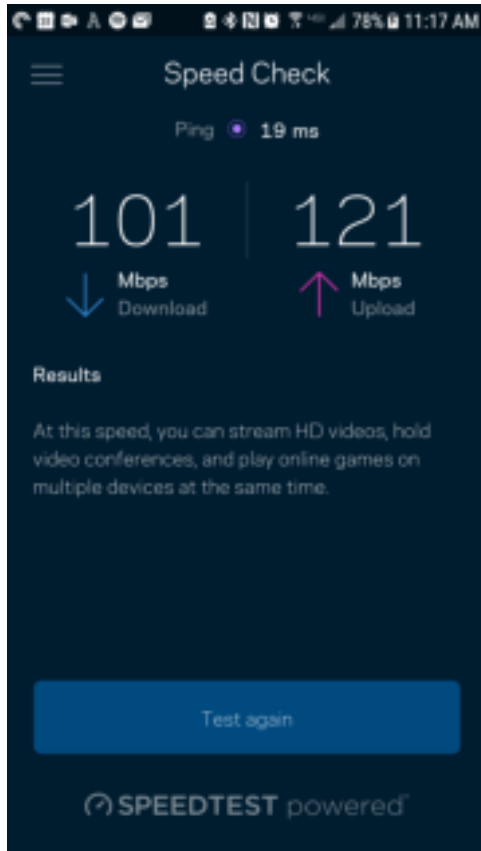 78% 11:17 AM
Speed Check
Ping 19 ms
101 121
Mbps Mbps
Download Upload
Results
At this speed, you can stream HD videos, hold
video conferences, and play online games on
multiple devices at the same time.
Test again
SPEEDTEST powered